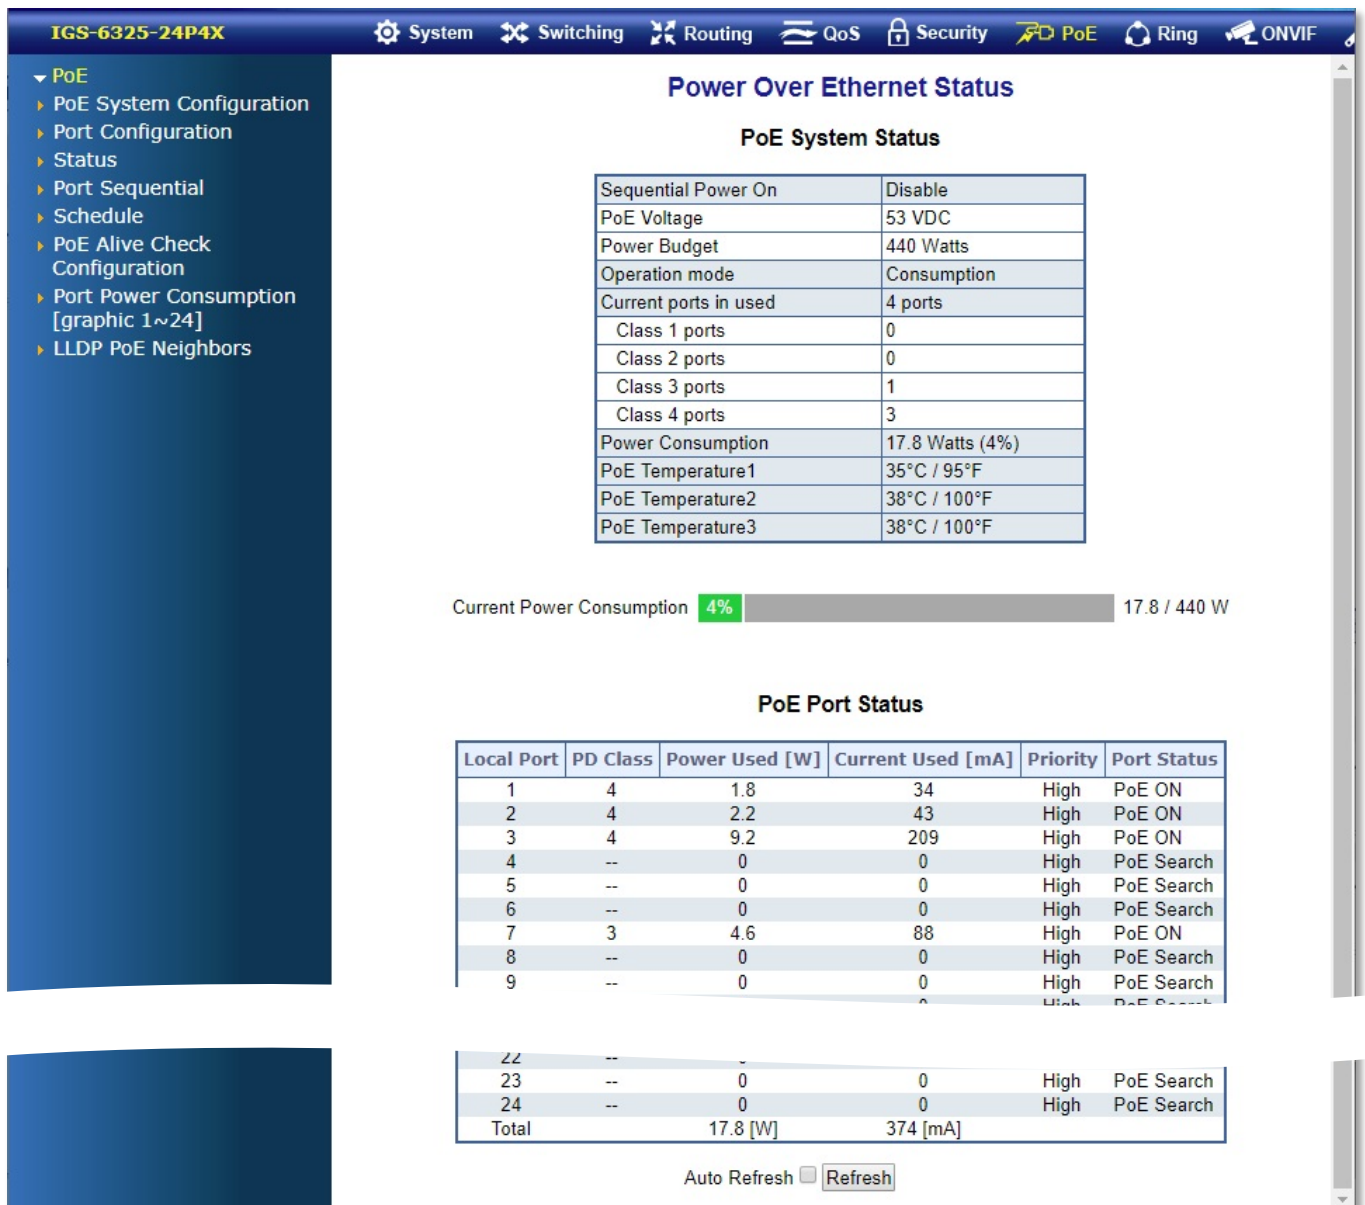 IGS-6325-24P4X System Switching Routing QoS Security PoE Ring ONVIF
PoE
PoE System Configuration
Port Configuration
Status
Port Sequential
Schedule
PoE Alive Check
Configuration
Port Power Consumption
[graphic 1~24]
LLDP PoE Neighbors
Power Over Ethernet Status
PoE System Status
Sequential Power On Disable
PoE Voltage 53 VDC
Power Budget 440 Watts
Operation mode Consumption
Current ports in used 4 ports
Class 1 ports 0
Class 2 ports 0
Class 3 ports 1
Class 4 ports 3
Power Consumption 17.8 Watts (4%)
PoE Temperature1 35°C / 95°F
PoE Temperature2 38°C / 100°F
PoE Temperature3 38°C / 100°F
Current Power Consumption 4% 17.8 / 440 W
PoE Port Status
Local Port PD Class Power Used [W] Current Used [mA] Priority Port Status
1 4 1.8 34 High PoE ON
2 4 2.2 43 High PoE ON
3 4 9.2 209 High PoE ON
4 -- 0 0 High PoE Search
5 -- 0 0 High PoE Search
6 -- 0 0 High PoE Search
7 3 4.6 88 High PoE ON
8 -- 0 0 High PoE Search
9 -- 0 0 High PoE Search
High PoE Search
22 --
23 -- 0 0 High PoE Search
24 -- 0 0 High PoE Search
Total 17.8 [W] 374 [mA]
Auto Refresh Refresh